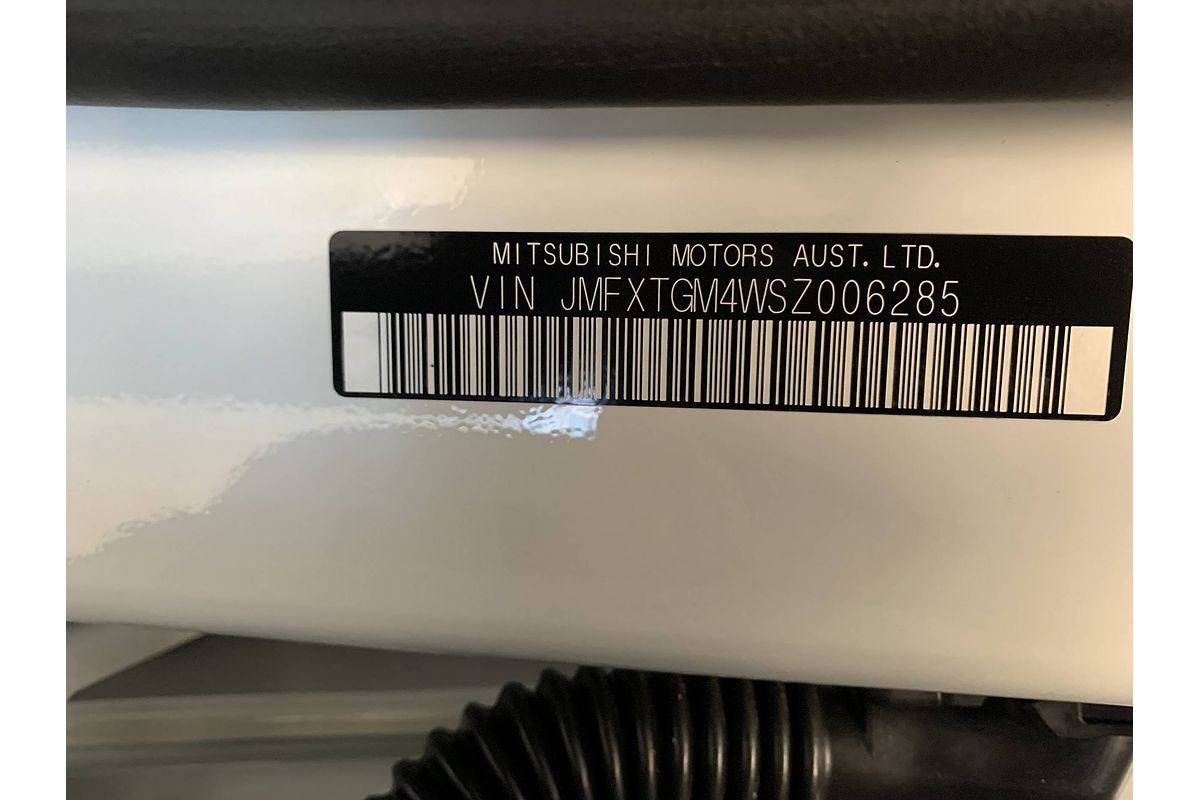 MITSUBISHI MOTORS AUST. LTD.
VIN JMFXTGM4WSZ006285